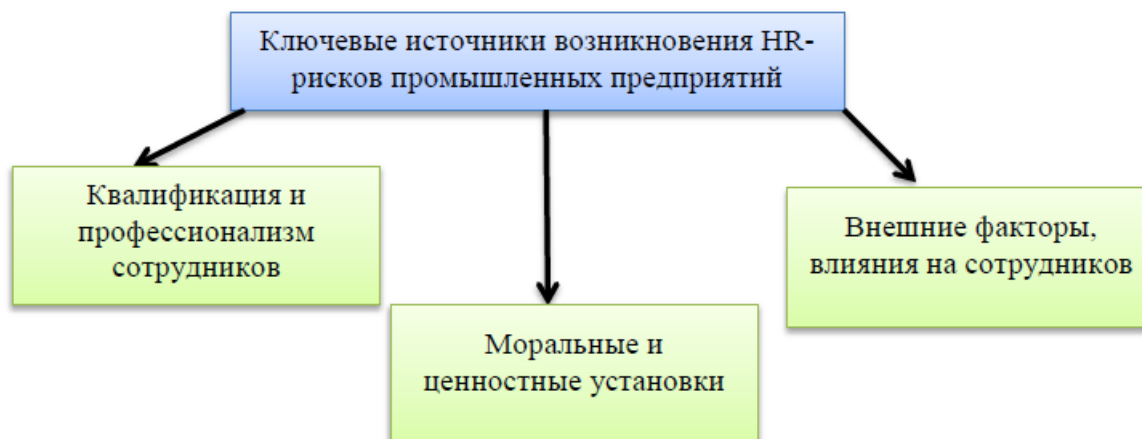 Ключевые источники возникновения HR-
рисков промышленных предприятий
Квалификация и
профессионализм
сотрудников
Моральные и
ценностные установки
Внешние факторы,
влияния на сотрудников